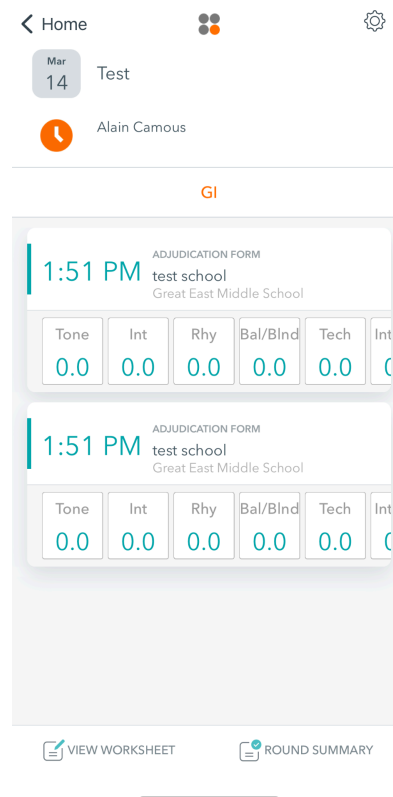 Home
Mar
14
Test
Alain Camous
GI
ADJUDICATION FORM
1:51 PM
test school
Great East Middle School
Tone Int Rhy Bal/Blnd Tech Int
0.0 0.0 0.0 0.0 0.0
ADJUDICATION FORM
1:51 PM
test school
Great East Middle School
Tone Int Rhy Bal/Blnd Tech Int
0.0 0.0 0.0 0.0 0.0
VIEW WORKSHEET ROUND SUMMARY